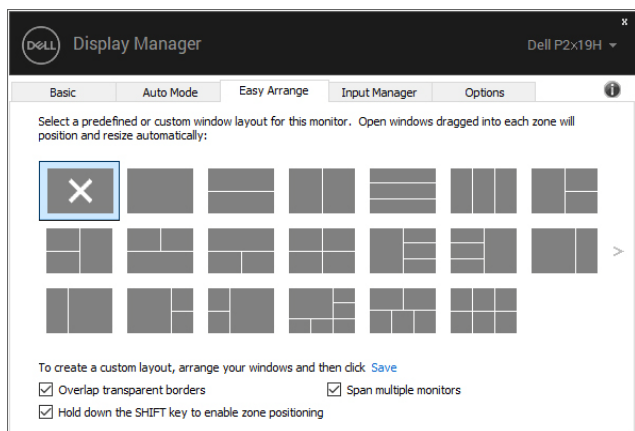 x
DELL Display Manager Dell P2x19H
Basic Auto Mode Easy Arrange Input Manager Options i
Select a predefined or custom window layout for this monitor. Open windows dragged into each zone will
position and resize automatically:
>
To create a custom layout, arrange your windows and then click Save
Overlap transparent borders Span multiple monitors
Hold down the SHIFT key to enable zone positioning